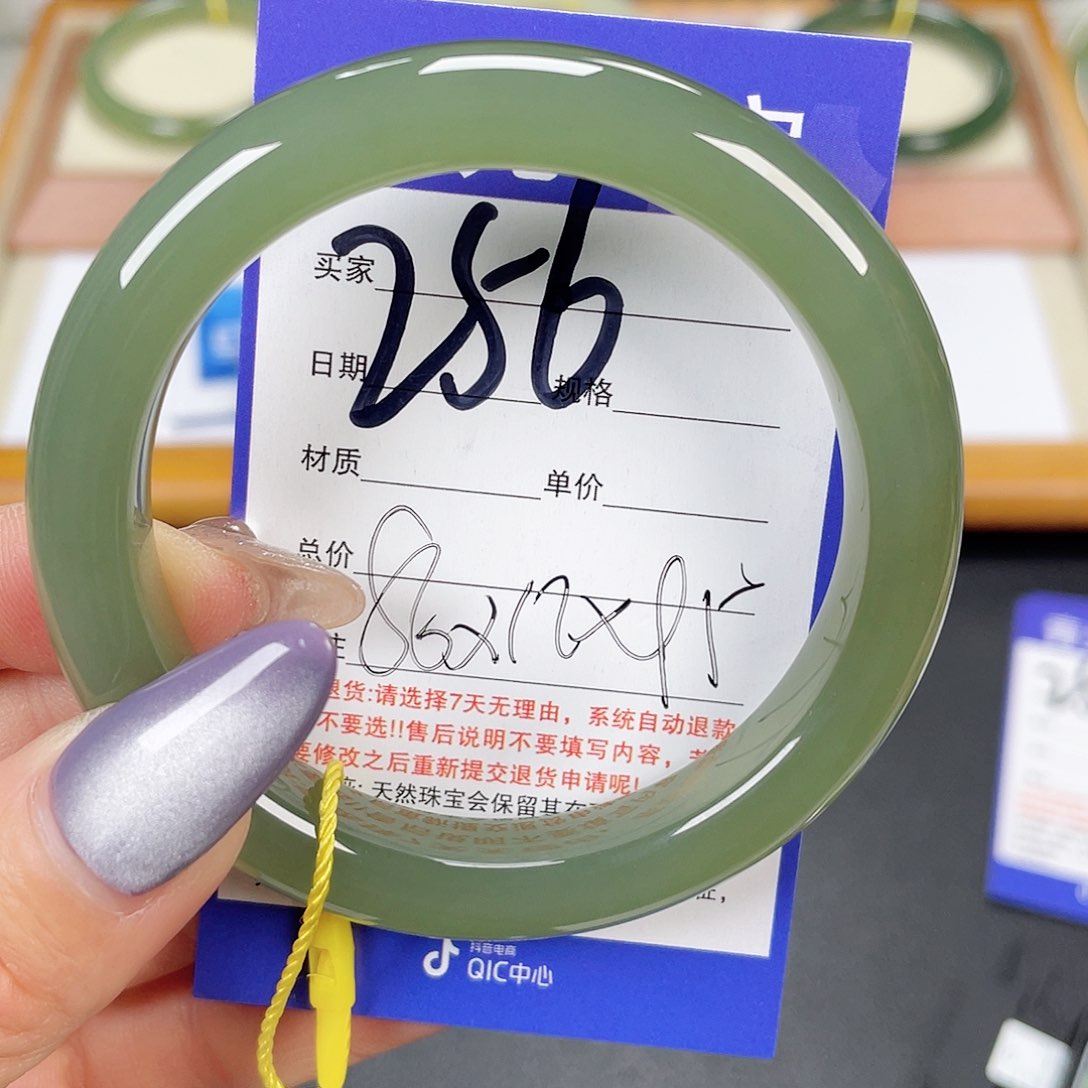 256
买家
日期 规格
材质 单价
总价
退货:请选择7天无理由，系统自动退款
不要选!!售后说明不要填写内容，
要修改之后重新提交退货申请呢!
天然珠宝会保留其在
抖音电商
QIC中心